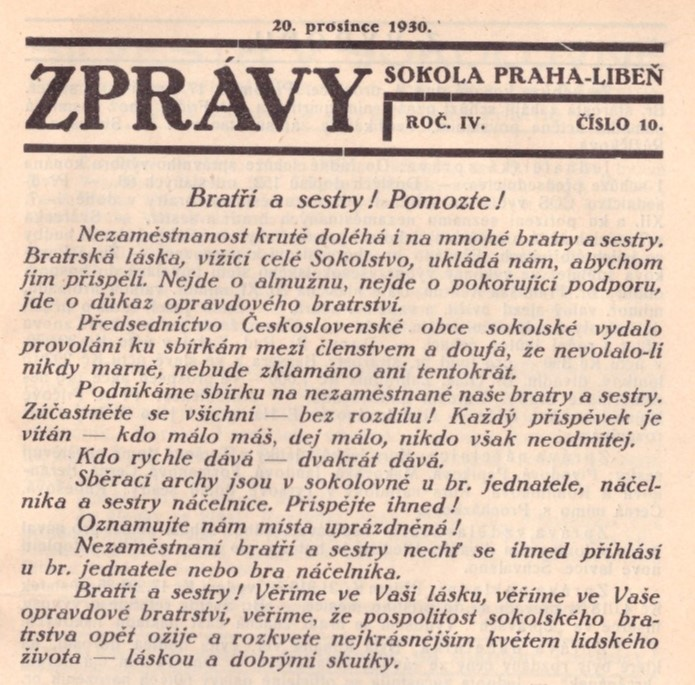 20. prosince 1930.
ZPRÁVY
SOKOLA PRAHA-LIBEŇ
ROČ. IV. ČÍSLO 10.
Bratři a sestry! Pomozte!
Nezaměstnanost krutě doléhá i na mnohé bratry a sestry.
Bratrská láska, vížící celé Sokolstvo, ukládá nám, abychom
jim přispěli. Nejde o almužnu, nejde o pokořující podporu,
jde o důkaz opravdového bratrství.
Předsednictvo Československé obce sokolské vydalo
provolání ku sbírkám mezi členstvem a doufá, že nevolalo-li
nikdy marně, nebude zklamáno ani tentokrát.
Podnikáme sbírku na nezaměstnané naše bratry a sestry.
Zúčastněte se všichni — bez rozdílu! Každý příspěvek je
vítán — kdo málo máš, dej málo, nikdo však neodmítej.
Kdo rychle dává — dvakrát dává.
Sběrací archy jsou v sokolovně u br. jednatele, náčel-
níka a sestry náčelnice. Přispějte ihned!
Oznamujte nám místa uprázdněná!
Nezaměstnaní bratří a sestry nechť se ihned přihlásí
u br. jednatele nebo bra náčelníka.
Bratři a sestry! Věříme ve Vaši lásku, věříme ve Vaše
opravdové bratrství, věříme, že pospolitost sokolského bra-
trstva opět ožije a rozkvete nejkrásnějším květem lidského
života — láskou a dobrými skutky.